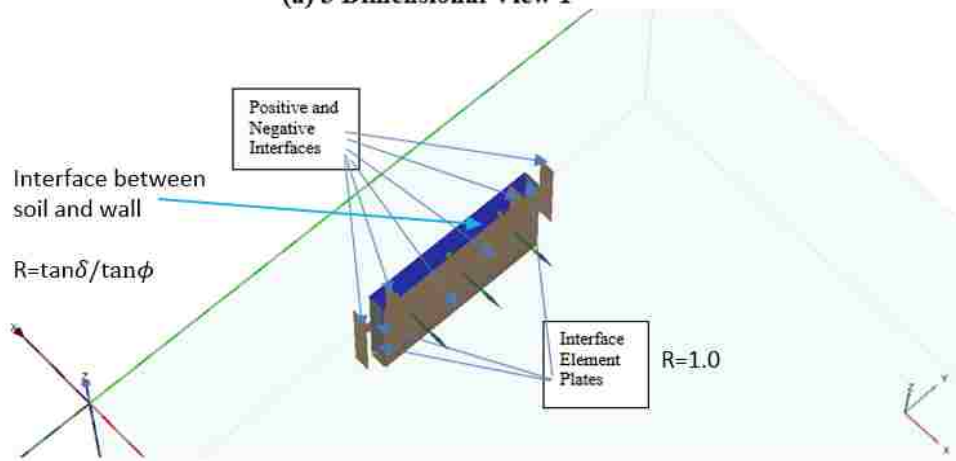 (a) 3 Dimensional View 1
Positive and
Negative
Interfaces
Interface between
soil and wall
R=tanδ/tanϕ
Interface
Element
Plates
R=1.0
Z
Z
Y
X